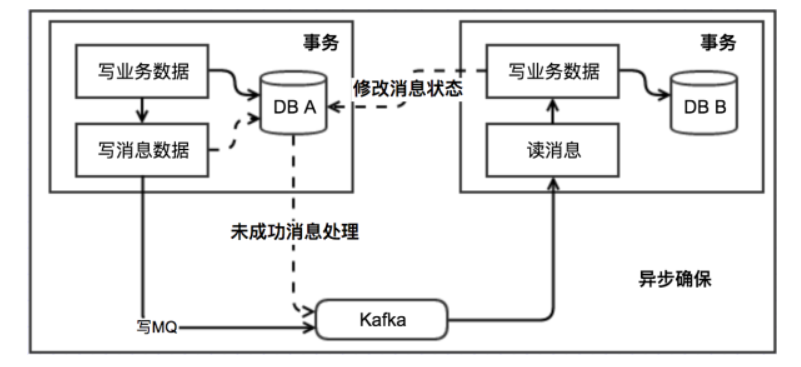 事务
事务
写业务数据
DB A
修改消息状态
写业务数据
DB B
写消息数据
读消息
未成功消息处理
异步确保
写MQ
Kafka